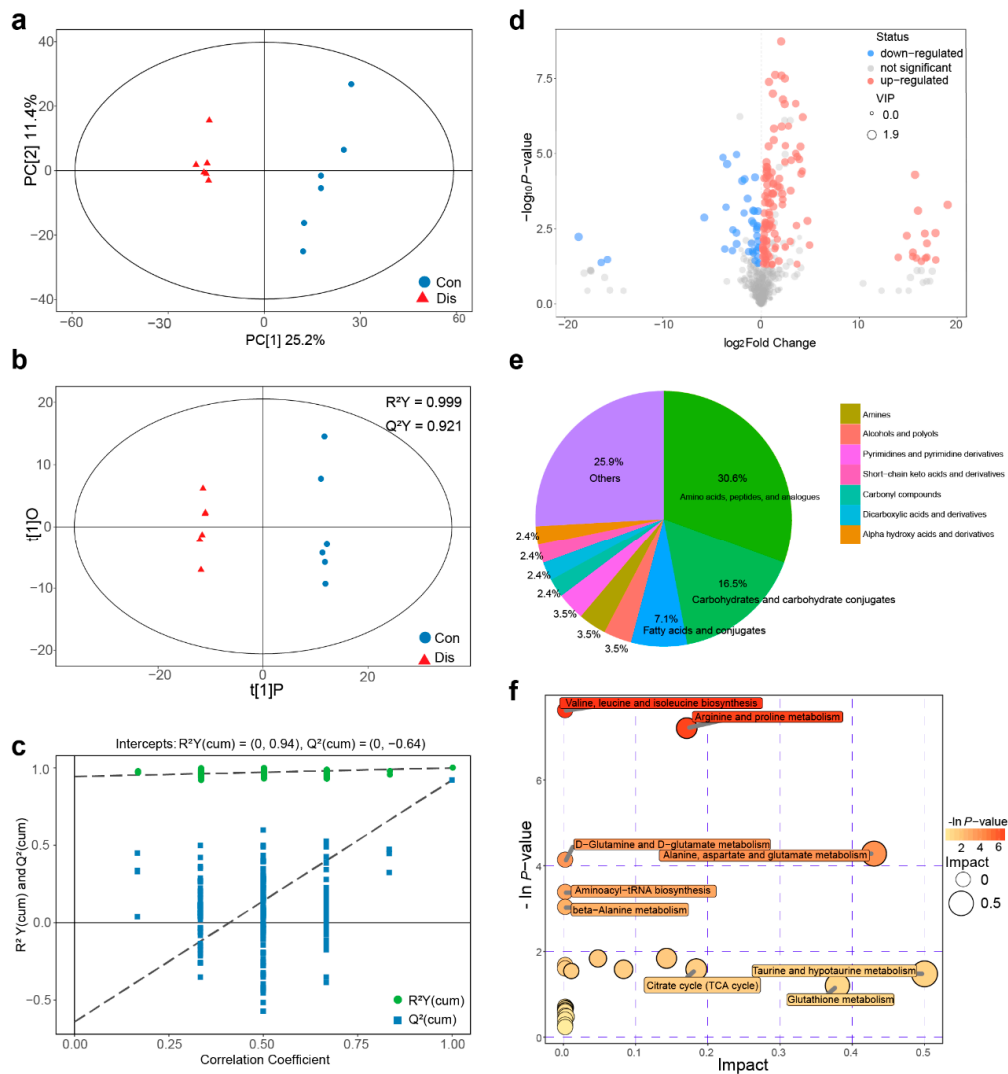 a
PC[2] 11.4%
40
20
0
−20
−40
−60
−30
0
30
60
PC[1] 25.2%
Con
Dis
b
R²Y = 0.999
Q²Y = 0.921
t[1]O
20
10
0
−10
−20
−20
0
20
t[1]P
Con
Dis
c
Intercepts: R²Y(cum) = (0, 0.94), Q²(cum) = (0, −0.64)
R² Y(cum) and Q²(cum)
1.0
0.5
0.0
−0.5
0.00
0.25
0.50
0.75
1.00
Correlation Coefficient
R²Y(cum)
Q²(cum)
d
−log₁₀P−value
7.5
5.0
2.5
0.0
−20
−10
0
10
20
log₂Fold Change
Status
down−regulated
not significant
up−regulated
VIP
0.0
1.9
e
25.9%
Others
30.6%
Amino acids, peptides, and analogues
16.5%
Carbohydrates and carbohydrate conjugates
7.1%
Fatty acids and conjugates
2.4%
2.4%
2.4%
2.4%
3.5%
3.5%
3.5%
Amines
Alcohols and polyols
Pyrimidines and pyrimidine derivatives
Short−chain keto acids and derivatives
Carbonyl compounds
Dicarboxylic acids and derivatives
Alpha hydroxy acids and derivatives
f
- ln P-value
6
4
2
0
Valine, leucine and isoleucine biosynthesis
Arginine and proline metabolism
D−Glutamine and D−glutamate metabolism
Alanine, aspartate and glutamate metabolism
Aminoacyl−tRNA biosynthesis
beta−Alanine metabolism
Taurine and hypotaurine metabolism
Citrate cycle (TCA cycle)
Glutathione metabolism
0.0
0.1
0.2
0.3
0.4
0.5
Impact
-ln P-value
2 4 6
Impact
0
0.5